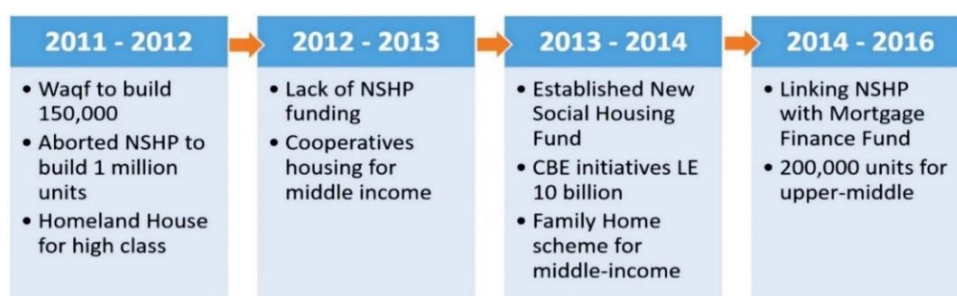 2011 - 2012
• Waqf to build
150,000
• Aborted NSHP to
build 1 million
units
• Homeland House
for high class
2012 - 2013
• Lack of NSHP
funding
• Cooperatives
housing for
middle income
2013 - 2014
• Established New
Social Housing
Fund
• CBE initiatives LE
10 billion
• Family Home
scheme for
middle-income
2014 - 2016
• Linking NSHP
with Mortgage
Finance Fund
• 200,000 units for
upper-middle